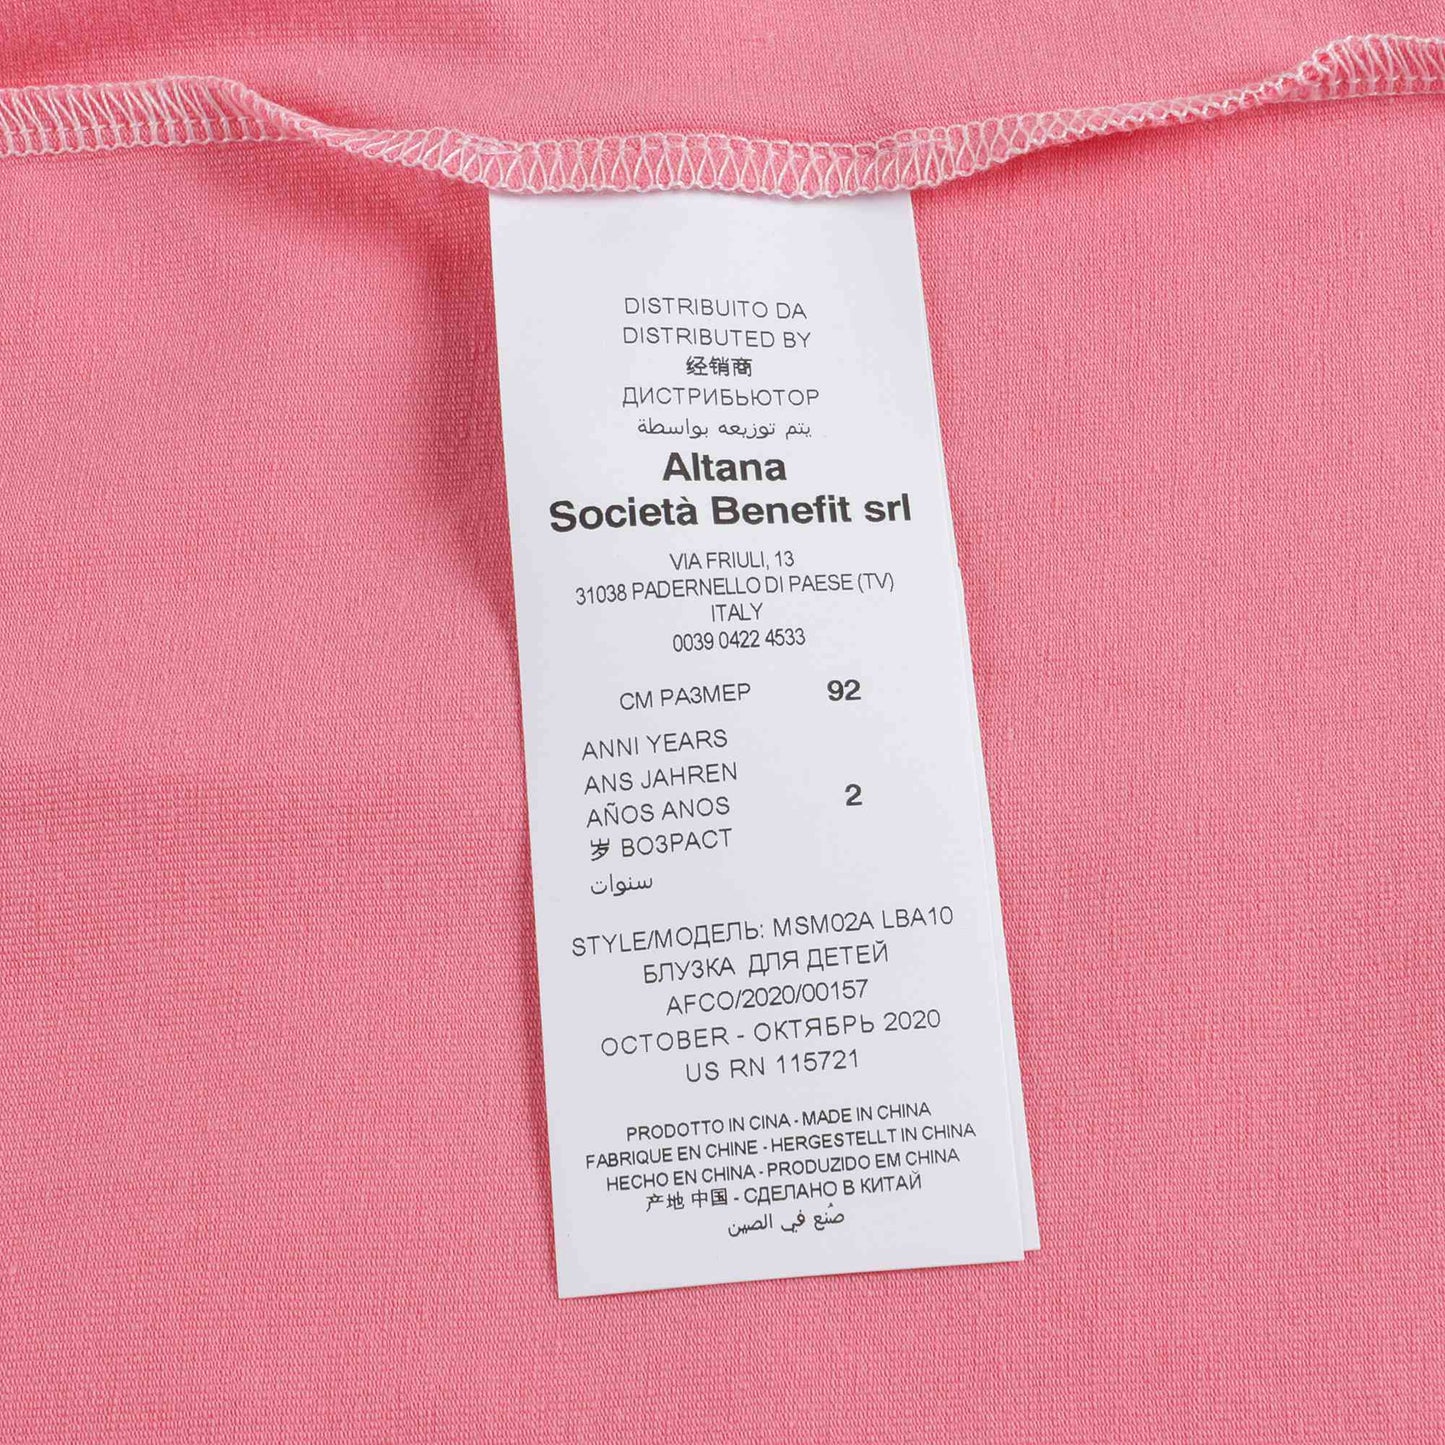 DISTRIBUITO DA
DISTRIBUTED BY
经销商
ДИСТРИБЬЮТОР
يتم توزيعه بواسطة
Altana
Società Benefit srl
VIA FRIULI, 13
31038 PADERNELLO DI PAESE (TV)
ITALY
0039 0422 4533
СМ РАЗМЕР 92
ANNI YEARS
ANS JAHREN
AÑOS ANOS 2
岁 ВОЗРАСТ
سنوات
STYLE/МОДЕЛЬ: MSM02A LBA10
БЛУЗКА ДЛЯ ДЕТЕЙ
AFCO/2020/00157
OCTOBER - ОКТЯБРЬ 2020
US RN 115721
PRODOTTO IN CINA - MADE IN CHINA
FABRIQUE EN CHINE - HERGESTELLT IN CHINA
HECHO EN CHINA - PRODUZIDO EM CHINA
产地 中国 - СДЕЛАНО В КИТАЙ
صُنع في الصين